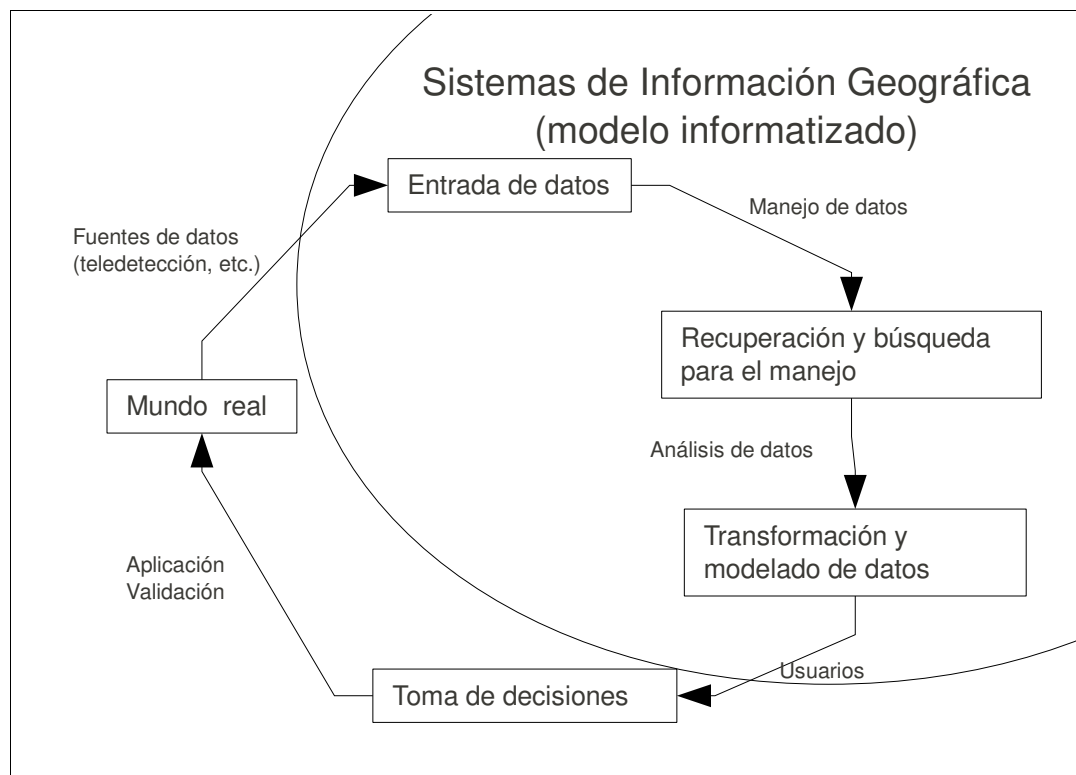 Sistemas de Información Geográfica
(modelo informatizado)
Entrada de datos
Manejo de datos
Fuentes de datos
(teledetección, etc.)
Recuperación y búsqueda
para el manejo
Mundo real
Análisis de datos
Transformación y
modelado de datos
Aplicación
Validación
Usuarios
Toma de decisiones